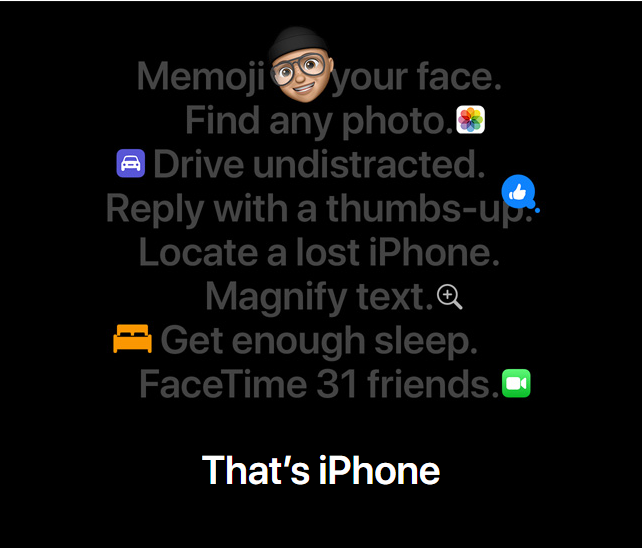 Memoji your face.
Find any photo.
Drive undistracted.
Reply with a thumbs-up.
Locate a lost iPhone.
Magnify text.
Get enough sleep.
FaceTime 31 friends.
That’s iPhone